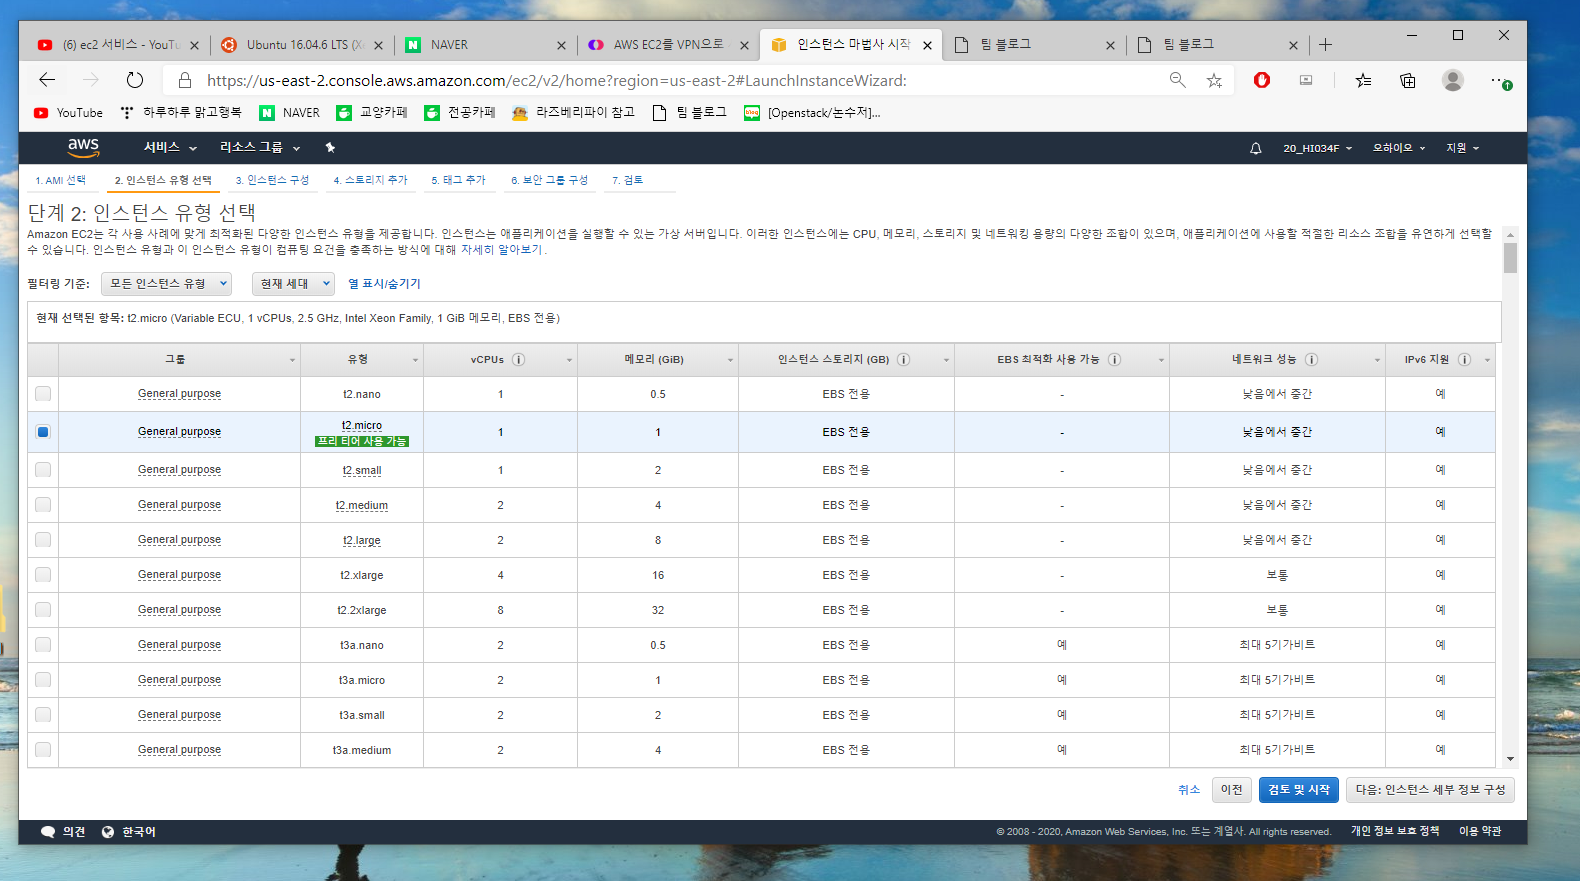 (6) ec2 서비스 - YouTu
Ubuntu 16.04.6 LTS (X
NAVER
AWS EC2를 VPN으로
인스턴스 마법사 시작
팀 블로그
팀 블로그
https://us-east-2.console.aws.amazon.com/ec2/v2/home?region=us-east-2#LaunchInstanceWizard:
YouTube 하루하루 맑고행복 NAVER 교양카페 전공카페 라즈베리파이 참고 팀 블로그 [Openstack/논수저]...
aws 서비스 리소스 그룹 20_HI034F 오하이오 지원
1. AMI 선택 2. 인스턴스 유형 선택 3. 인스턴스 구성 4. 스토리지 추가 5. 태그 추가 6. 보안 그룹 구성 7. 검토
단계 2: 인스턴스 유형 선택
Amazon EC2는 각 사용 사례에 맞게 최적화된 다양한 인스턴스 유형을 제공합니다. 인스턴스는 애플리케이션을 실행할 수 있는 가상 서버입니다. 이러한 인스턴스에는 CPU, 메모리, 스토리지 및 네트워킹 용량의 다양한 조합이 있으며, 애플리케이션에 사용할 적절한 리소스 조합을 유연하게 선택할
수 있습니다. 인스턴스 유형과 이 인스턴스 유형이 컴퓨팅 요건을 충족하는 방식에 대해 자세히 알아보기.
필터링 기준: 모든 인스턴스 유형 현재 세대 열 표시/숨기기
현재 선택된 항목: t2.micro (Variable ECU, 1 vCPUs, 2.5 GHz, Intel Xeon Family, 1 GiB 메모리, EBS 전용)
그룹 유형 vCPUs 메모리 (GiB) 인스턴스 스토리지 (GB) EBS 최적화 사용 가능 네트워크 성능 IPv6 지원
General purpose t2.nano 1 0.5 EBS 전용 - 낮음에서 중간 예
General purpose t2.micro 1 1 EBS 전용 - 낮음에서 중간 예
프리 티어 사용 가능
General purpose t2.small 1 2 EBS 전용 - 낮음에서 중간 예
General purpose t2.medium 2 4 EBS 전용 - 낮음에서 중간 예
General purpose t2.large 2 8 EBS 전용 - 낮음에서 중간 예
General purpose t2.xlarge 4 16 EBS 전용 - 보통 예
General purpose t2.2xlarge 8 32 EBS 전용 - 보통 예
General purpose t3a.nano 2 0.5 EBS 전용 예 최대 5기가비트 예
General purpose t3a.micro 2 1 EBS 전용 예 최대 5기가비트 예
General purpose t3a.small 2 2 EBS 전용 예 최대 5기가비트 예
General purpose t3a.medium 2 4 EBS 전용 예 최대 5기가비트 예
취소 이전 검토 및 시작 다음: 인스턴스 세부 정보 구성
의견 한국어 © 2008 - 2020, Amazon Web Services, Inc. 또는 계열사. All rights reserved. 개인 정보 보호 정책 이용 약관